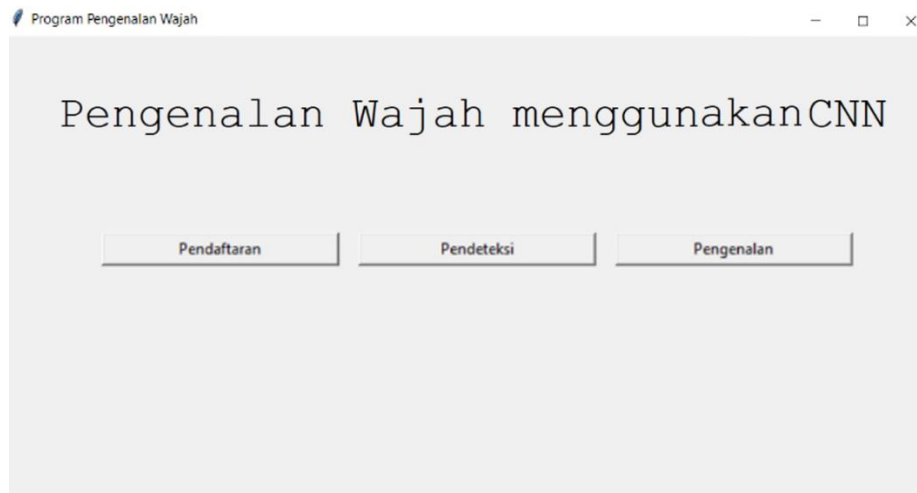 Program Pengenalan Wajah
Pengenalan Wajah menggunakanCNN
Pendaftaran Pendeteksi Pengenalan